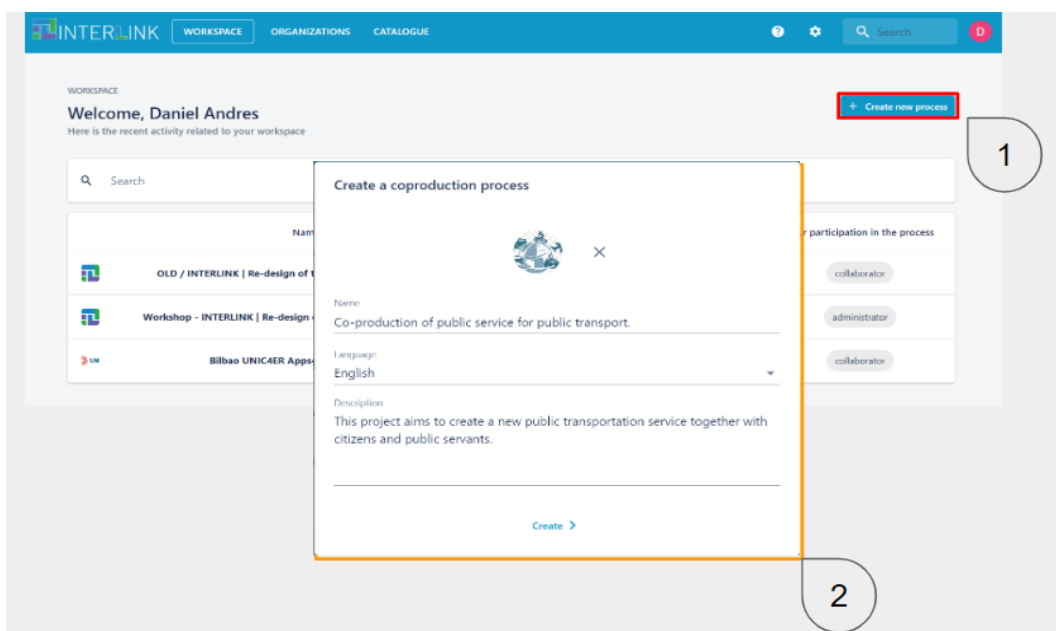 INTERLINK WORKSPACE ORGANIZATIONS CATALOGUE ? Search D
WORKSPACE
Welcome, Daniel Andres
Here is the recent activity related to your workspace
+ Create new process
1
Search
Create a coproduction process
Nam
r participation in the process
OLD / INTERLINK | Re-design of t
collaborator
Workshop - INTERLINK | Re-design
administrator
LM
Bilbao UNIC4ER Apps
collaborator
Name
Co-production of public service for public transport.
Language
English
Description
This project aims to create a new public transportation service together with
citizens and public servants.
Create >
2